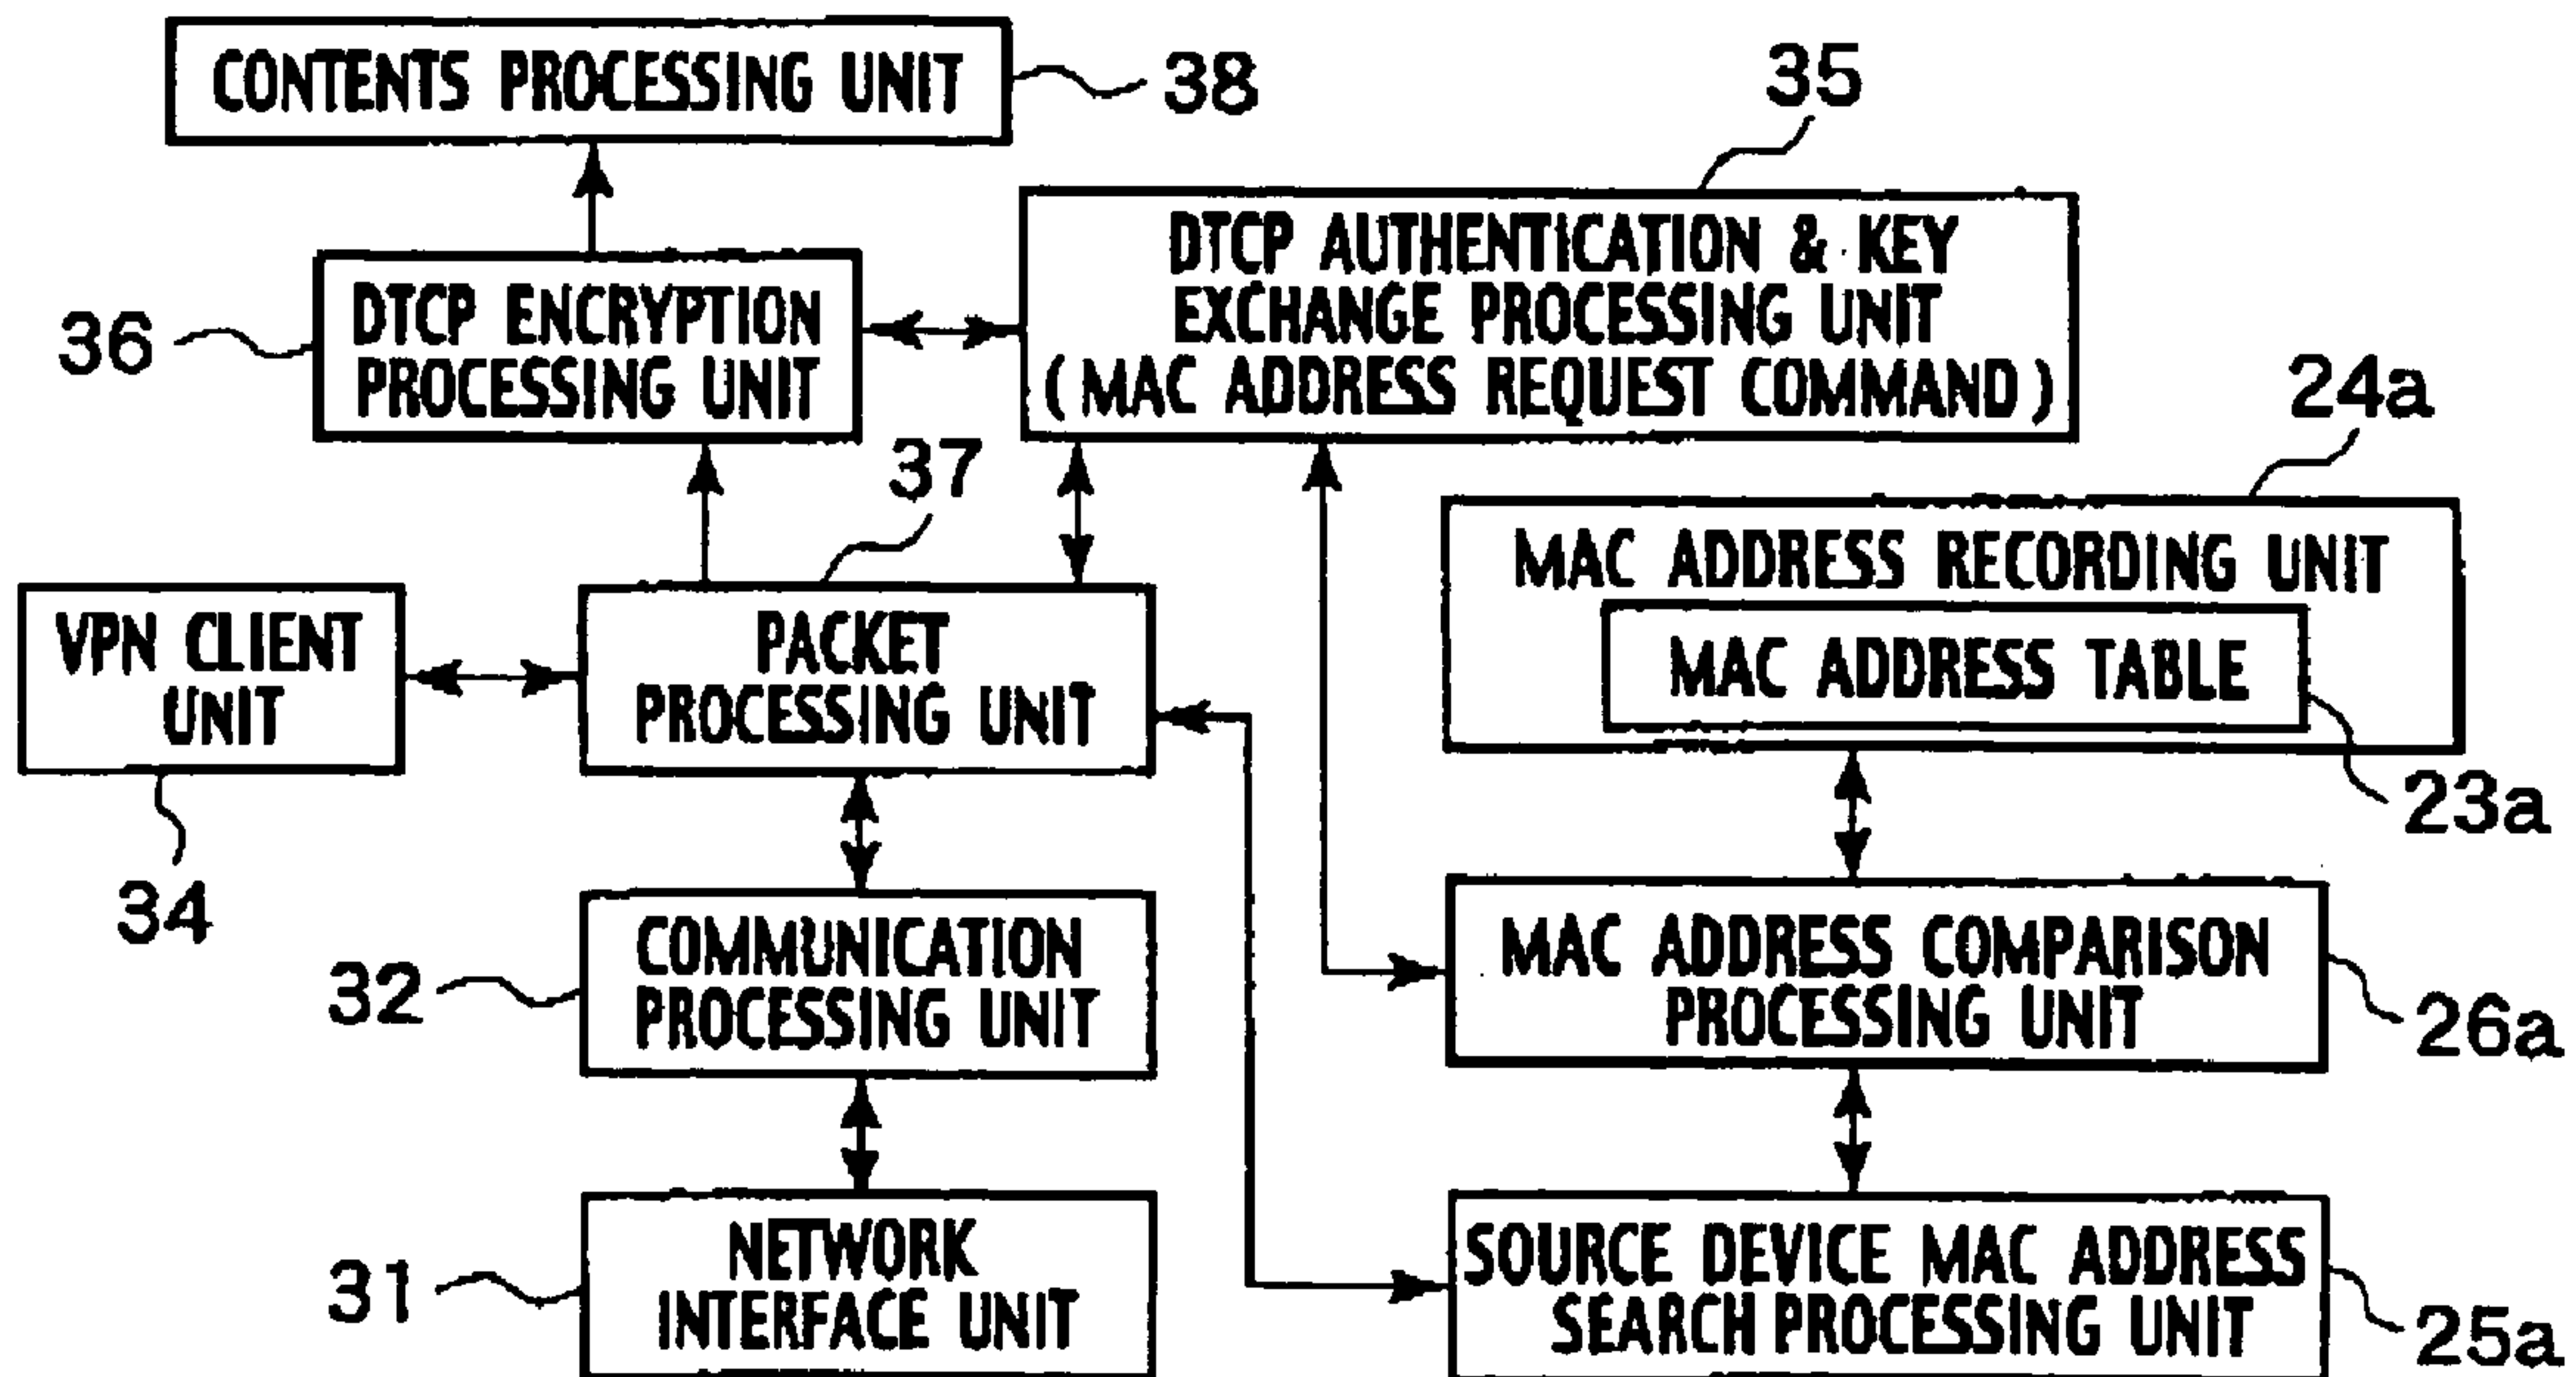 CONTENTS PROCESSING UNIT
38
35
DTCP AUTHENTICATION & KEY
EXCHANGE PROCESSING UNIT
( MAC ADDRESS REQUEST COMMAND )
36
DTCP ENCRYPTION
PROCESSING UNIT
24a
37
MAC ADDRESS RECORDING UNIT
MAC ADDRESS TABLE
23a
VPN CLIENT
UNIT
34
PACKET
PROCESSING UNIT
32
COMMUNICATION
PROCESSING UNIT
MAC ADDRESS COMPARISON
PROCESSING UNIT
26a
31
NETWORK
INTERFACE UNIT
SOURCE DEVICE MAC ADDRESS
SEARCH PROCESSING UNIT
25a